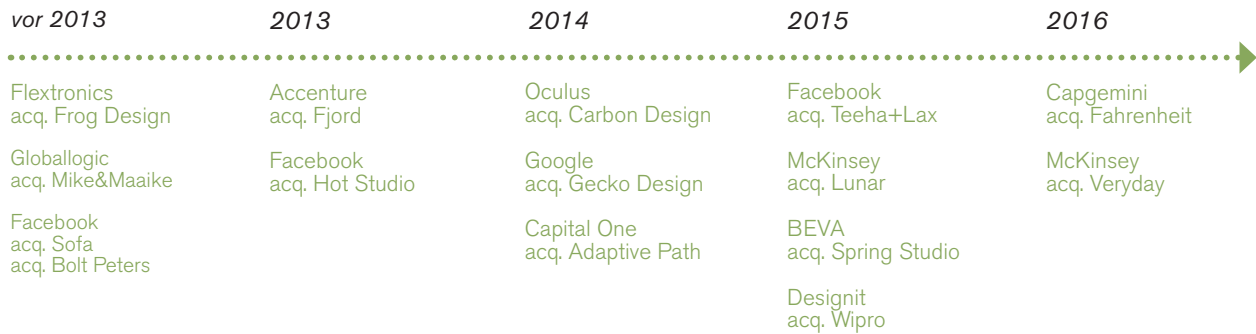 vor 2013
2013
2014
2015
2016
Flextronics
acq. Frog Design
Globallogic
acq. Mike&Maaike
Facebook
acq. Sofa
acq. Bolt Peters
Accenture
acq. Fjord
Facebook
acq. Hot Studio
Oculus
acq. Carbon Design
Google
acq. Gecko Design
Capital One
acq. Adaptive Path
Facebook
acq. Teeha+Lax
McKinsey
acq. Lunar
BEVA
acq. Spring Studio
Designit
acq. Wipro
Capgemini
acq. Fahrenheit
McKinsey
acq. Veryday